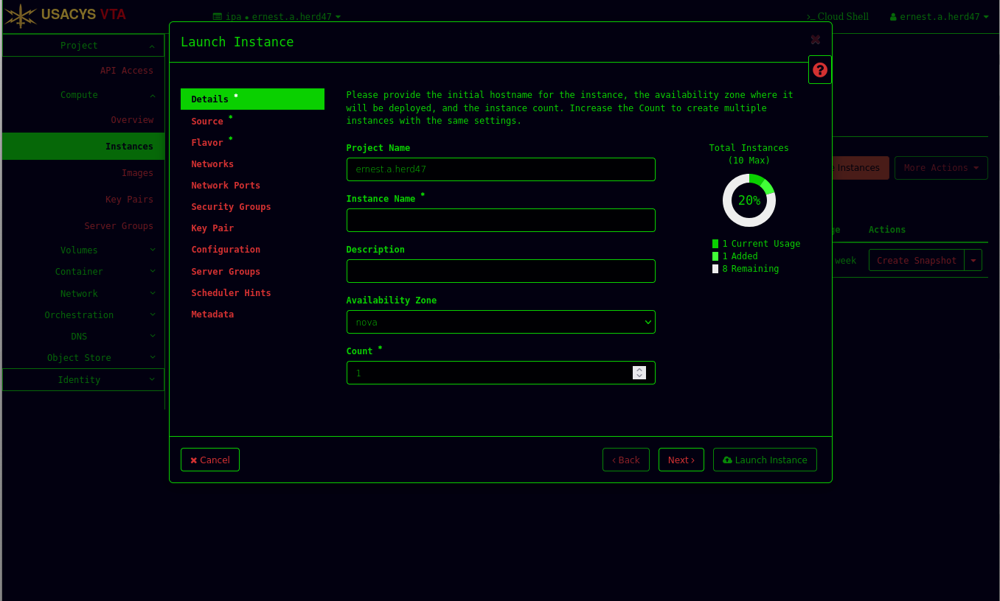 USACYS VTA
ipa • ernest.a.herd47
>_ Cloud Shell
ernest.a.herd47
Project
API Access
Compute
Overview
Instances
Images
Key Pairs
Server Groups
Volumes
Container
Network
Orchestration
DNS
Object Store
Identity
Launch Instance
Details *
Source *
Flavor *
Networks
Network Ports
Security Groups
Key Pair
Configuration
Server Groups
Scheduler Hints
Metadata
Please provide the initial hostname for the instance, the availability zone where it
will be deployed, and the instance count. Increase the Count to create multiple
instances with the same settings.
Project Name
ernest.a.herd47
Instance Name *
Description
Availability Zone
nova
Count *
1
Total Instances
(10 Max)
20%
1 Current Usage
1 Added
8 Remaining
Cancel
‹ Back
Next ›
Launch Instance
Instances
More Actions
Actions
week
Create Snapshot